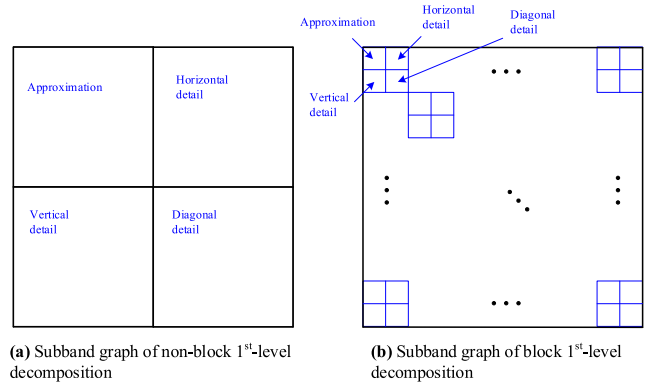 Approximation
Horizontal
detail
Vertical
detail
Diagonal
detail
(a) Subband graph of non-block 1st-level
decomposition
Approximation
Horizontal
detail
Diagonal
detail
Vertical
detail
(b) Subband graph of block 1st-level
decomposition